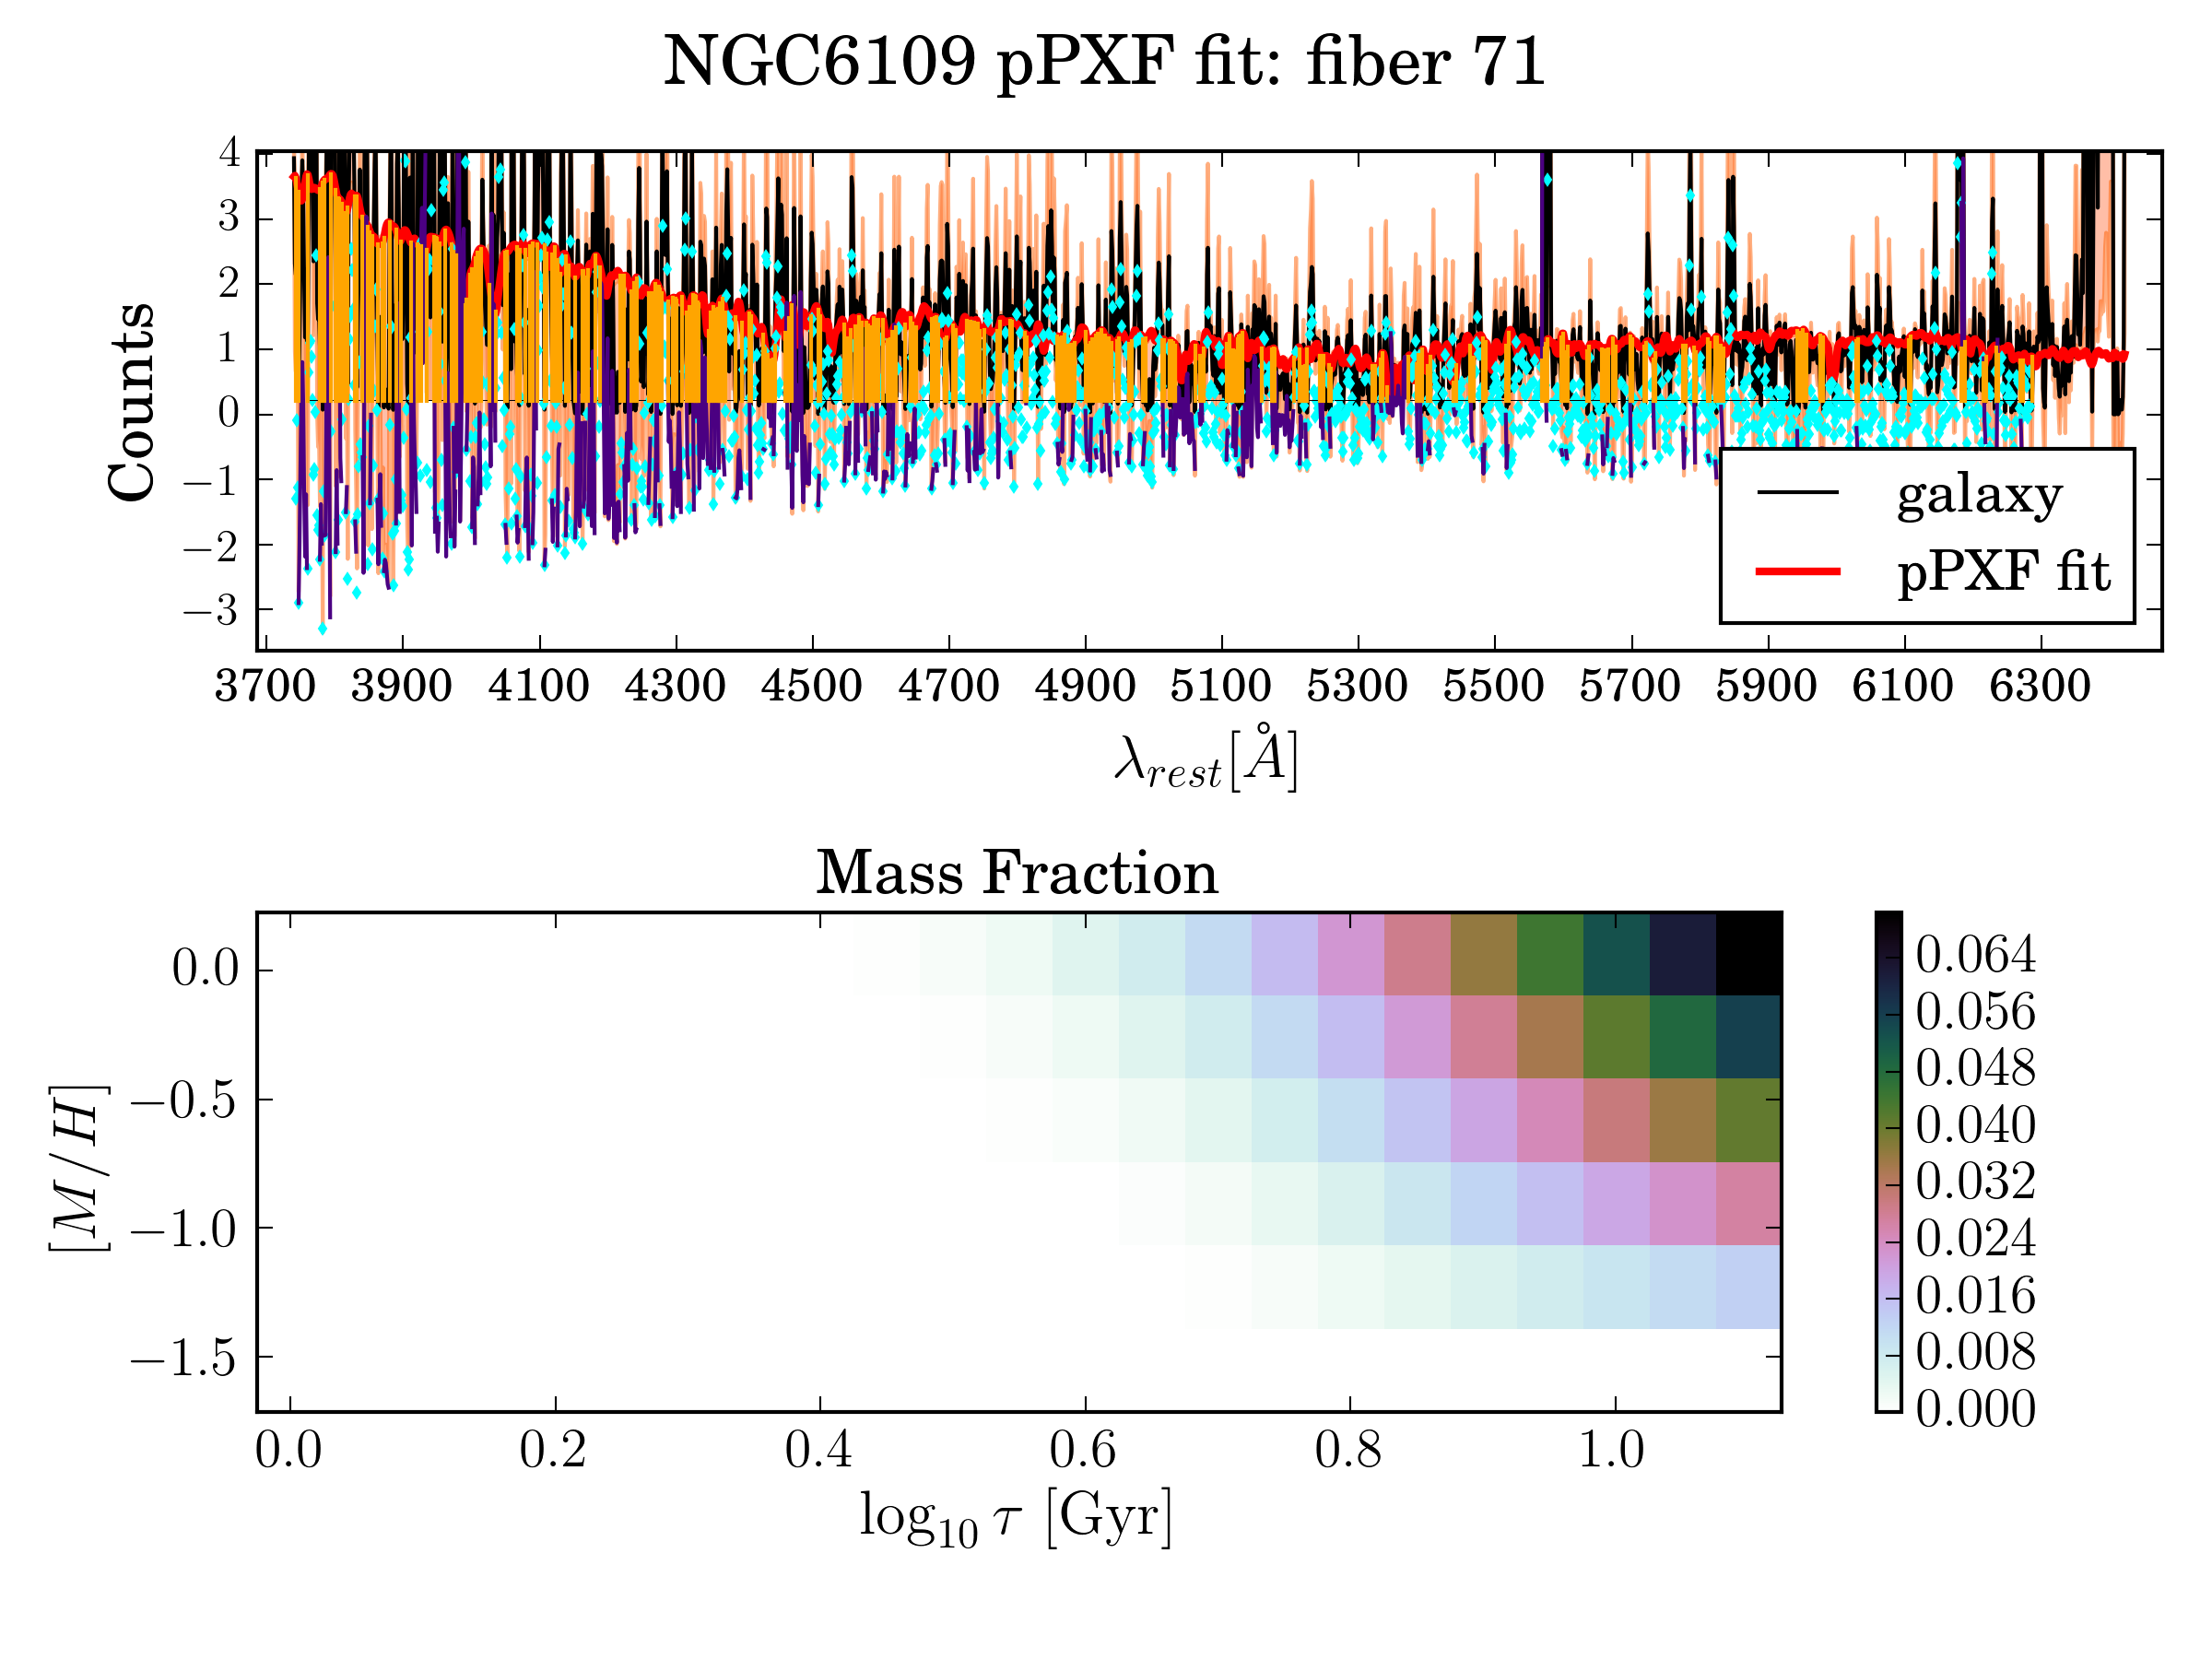 NGC6109 pPXF fit: fiber 71
4
3
2
1
0
−1
−2
−3
Counts
galaxy
pPXF fit
3700 3900 4100 4300 4500 4700 4900 5100 5300 5500 5700 5900 6100 6300
λrest[Å]
Mass Fraction
0.0
−0.5
−1.0
−1.5
[M/H]
0.064
0.056
0.048
0.040
0.032
0.024
0.016
0.008
0.000
0.0 0.2 0.4 0.6 0.8 1.0
log10 τ [Gyr]